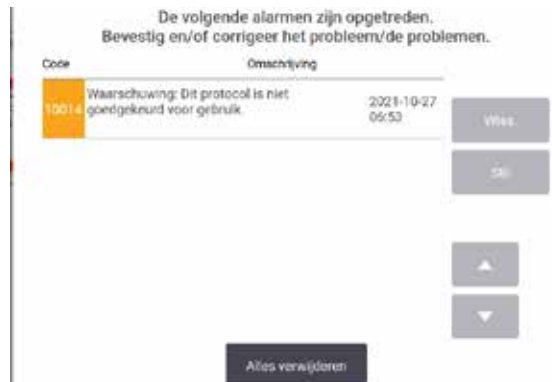 De volgende alarmen zijn opgetreden.
Bevestig en/of corrigeer het probleem/de problemen.
Code Omschrijving
10014 Waarschuwing: Dit protocol is niet goedgekeurd voor gebruik. 2021-10-27 06:53
Wiss.
Stil
Alles verwijderen